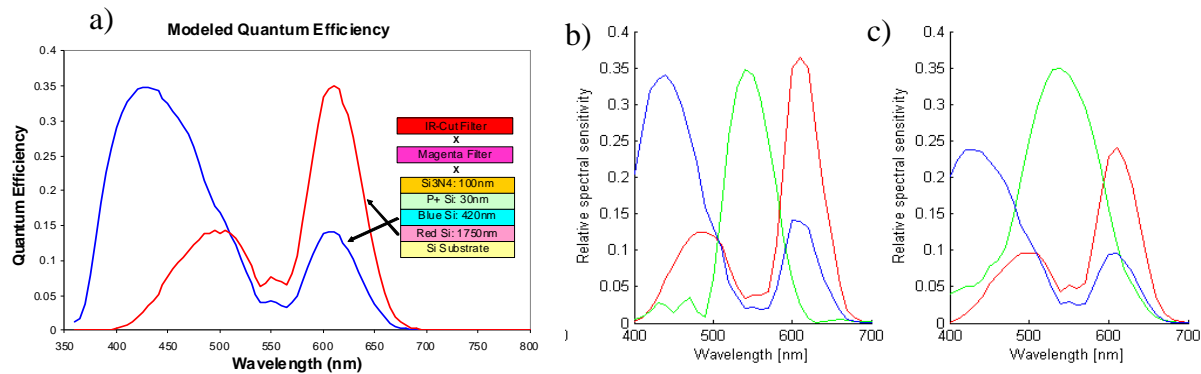 a)
Modeled Quantum Efficiency
0.4
0.35
0.3
0.25
0.2
0.15
0.1
0.05
0
350 400 450 500 550 600 650 700 750 800
Quantum Efficiency
Wavelength (nm)
IR-Cut Filter
x
Magenta Filter
x
Si3N4: 100nm
P+ Si: 30nm
Blue Si: 420nm
Red Si: 1750nm
Si Substrate
b)
0.4
0.35
0.3
0.25
0.2
0.15
0.1
0.05
0
400 500 600 700
Relative spectral sensitivity
Wavelength [nm]
c)
0.4
0.35
0.3
0.25
0.2
0.15
0.1
0.05
0
400 500 600 700
Relative spectral sensitivity
Wavelength [nm]